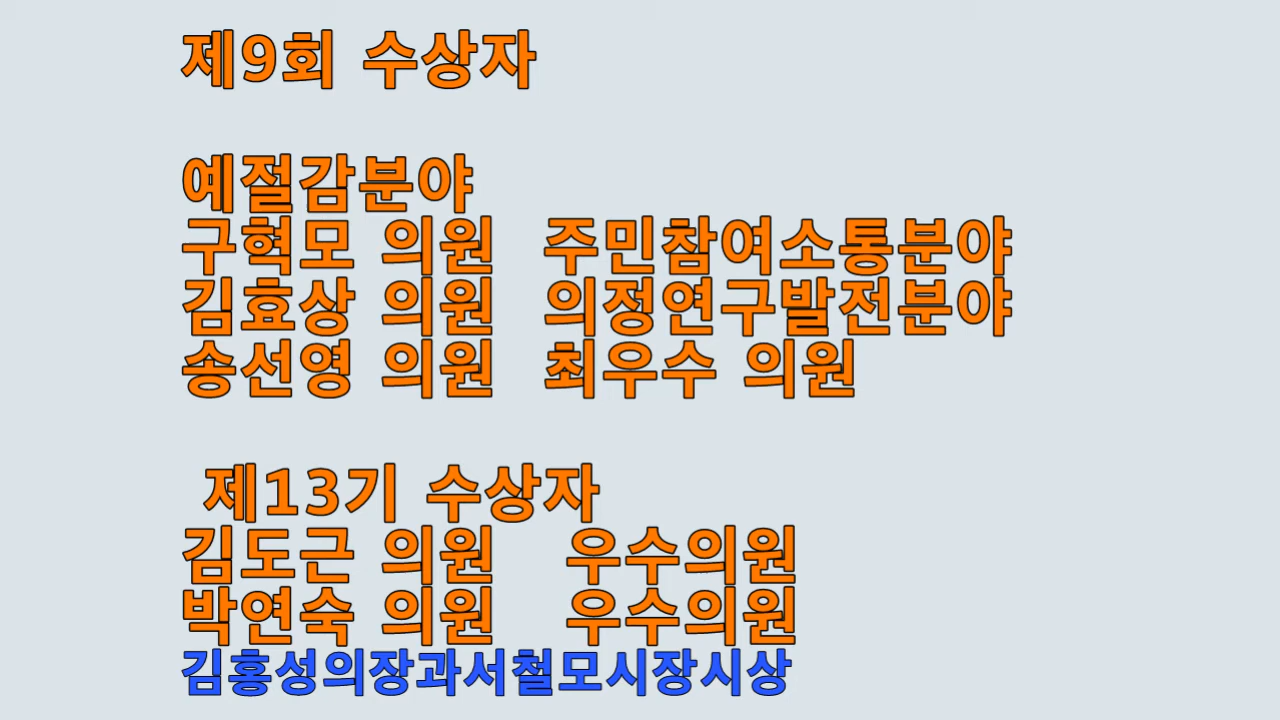 제9회 수상자
예절감분야
구혁모 의원 주민참여소통분야
김효상 의원 의정연구발전분야
송선영 의원 최우수 의원
제13기 수상자
김도근 의원 우수의원
박연숙 의원 우수의원
김홍성의장과서철모시장시상